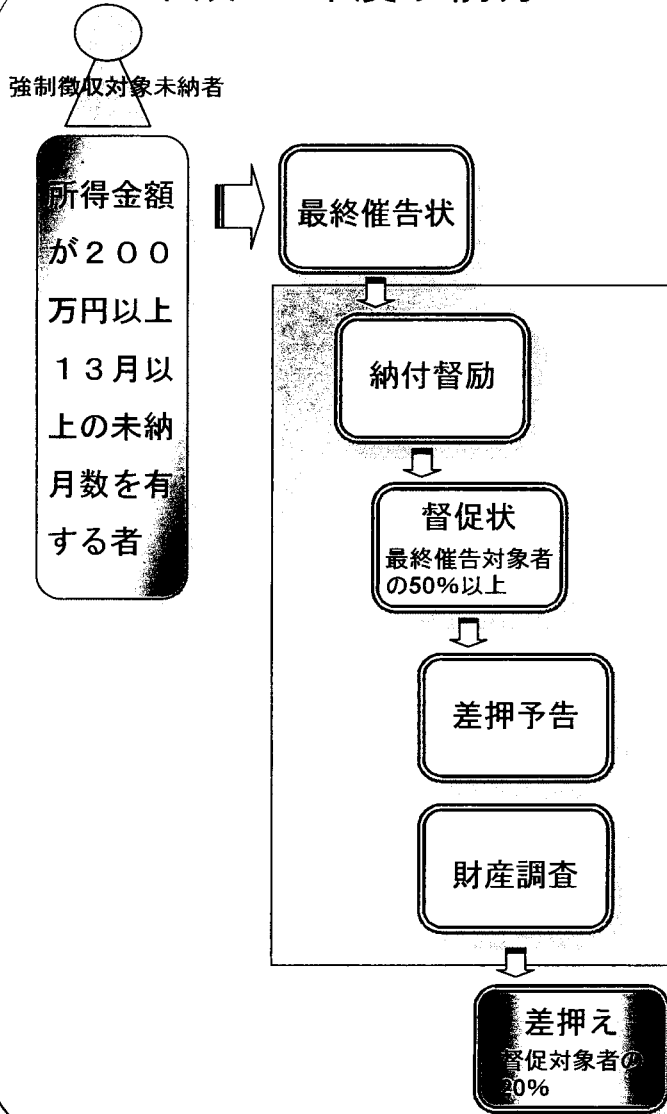 強制徴収対象未納者
所得金額
が２００
万円以上
１３月以
上の未納
月数を有
する者
最終催告状
納付督励
督促状
最終催告対象者
の50%以上
差押予告
財産調査
差押え
督促対象者の